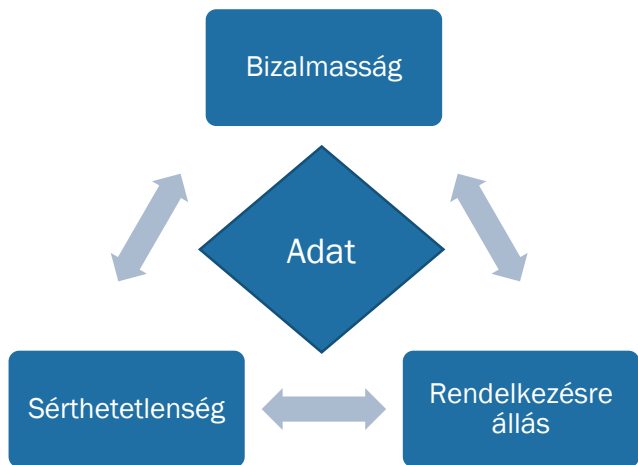 Bizalmasság
Adat
Sérthetetlenség
Rendelkezésre
állás